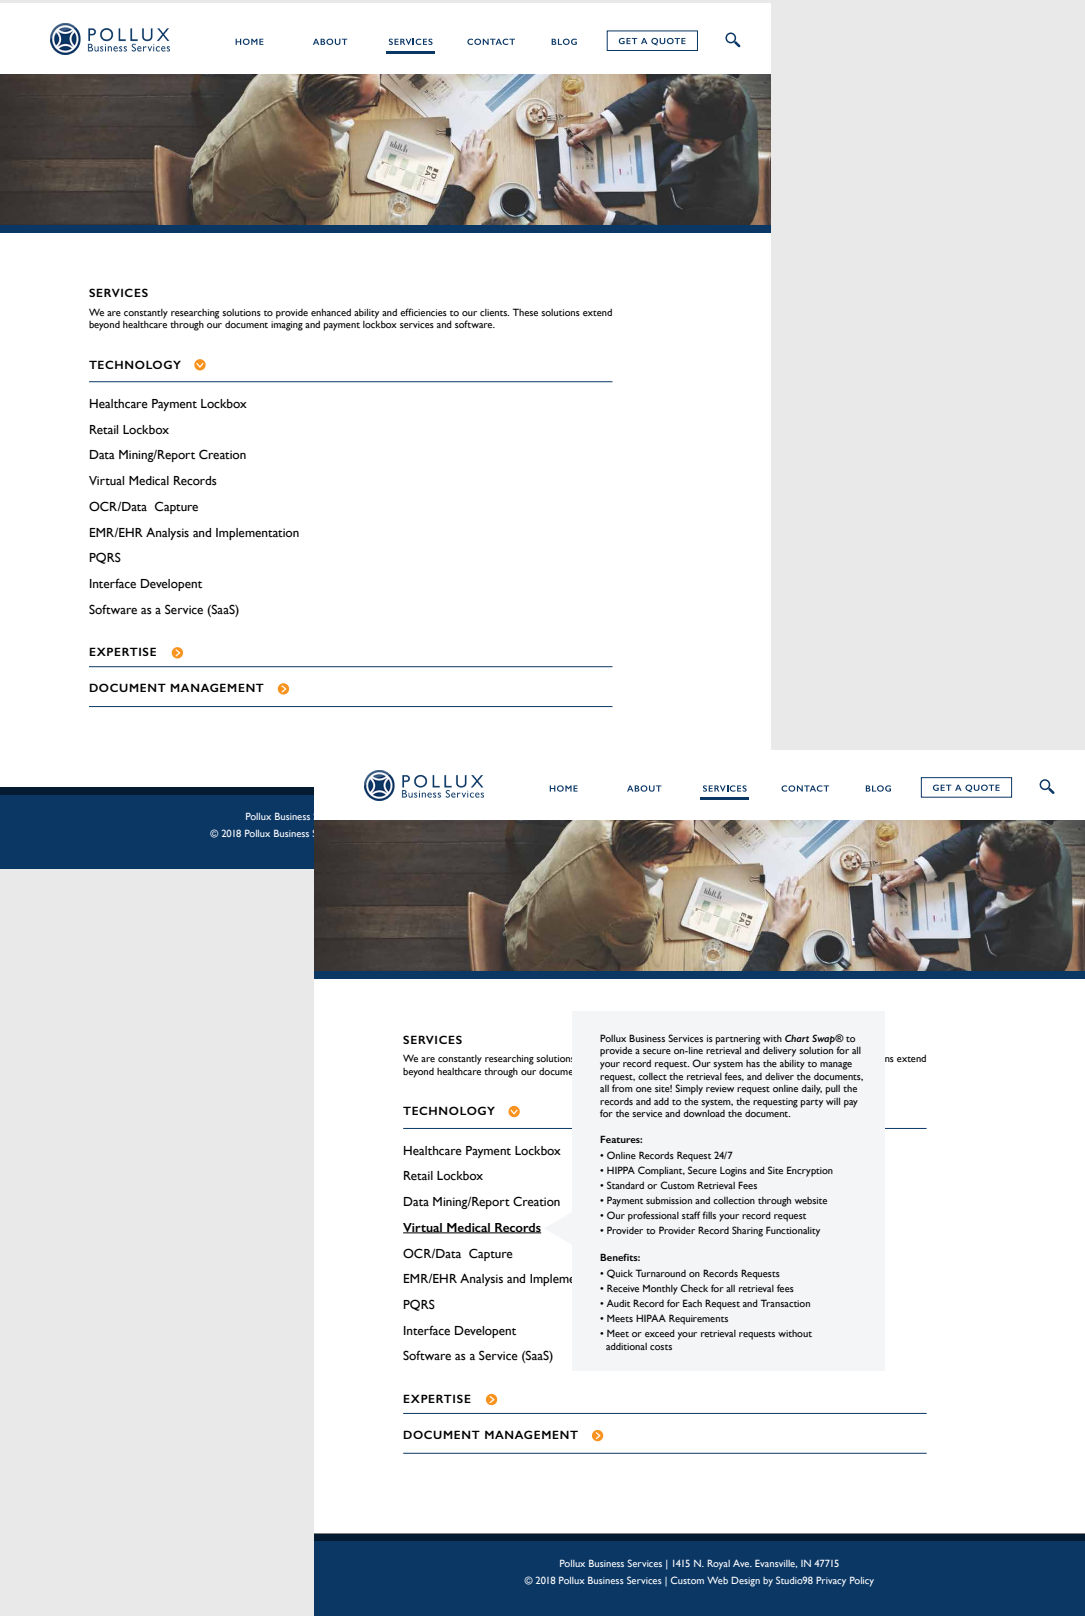 POLLUX
Business Services
HOME ABOUT SERVICES CONTACT BLOG GET A QUOTE
SERVICES
We are constantly researching solutions to provide enhanced ability and efficiencies to our clients. These solutions extend
beyond healthcare through our document imaging and payment lockbox services and software.
TECHNOLOGY
Healthcare Payment Lockbox
Retail Lockbox
Data Mining/Report Creation
Virtual Medical Records
OCR/Data  Capture
EMR/EHR Analysis and Implementation
PQRS
Interface Developent
Software as a Service (SaaS)
EXPERTISE
DOCUMENT MANAGEMENT
Pollux Business
© 2018 Pollux Business
POLLUX
Business Services
HOME ABOUT SERVICES CONTACT BLOG GET A QUOTE
SERVICES
We are constantly researching solutions
ns extend
beyond healthcare through our docume
TECHNOLOGY
Healthcare Payment Lockbox
Retail Lockbox
Data Mining/Report Creation
Virtual Medical Records
OCR/Data  Capture
EMR/EHR Analysis and Impleme
PQRS
Interface Developent
Software as a Service (SaaS)
Pollux Business Services is partnering with Chart Swap® to
provide a secure on-line retrieval and delivery solution for all
your record request. Our system has the ability to manage
request, collect the retrieval fees, and deliver the documents,
all from one site! Simply review request online daily, pull the
records and add to the system, the requesting party will pay
for the service and download the document.
Features:
• Online Records Request 24/7
• HIPPA Compliant, Secure Logins and Site Encryption
• Standard or Custom Retrieval Fees
• Payment submission and collection through website
• Our professional staff fills your record request
• Provider to Provider Record Sharing Functionality
Benefits:
• Quick Turnaround on Records Requests
• Receive Monthly Check for all retrieval fees
• Audit Record for Each Request and Transaction
• Meets HIPAA Requirements
• Meet or exceed your retrieval requests without
additional costs
EXPERTISE
DOCUMENT MANAGEMENT
Pollux Business Services | 1415 N. Royal Ave. Evansville, IN 47715
© 2018 Pollux Business Services | Custom Web Design by Studio98 Privacy Policy